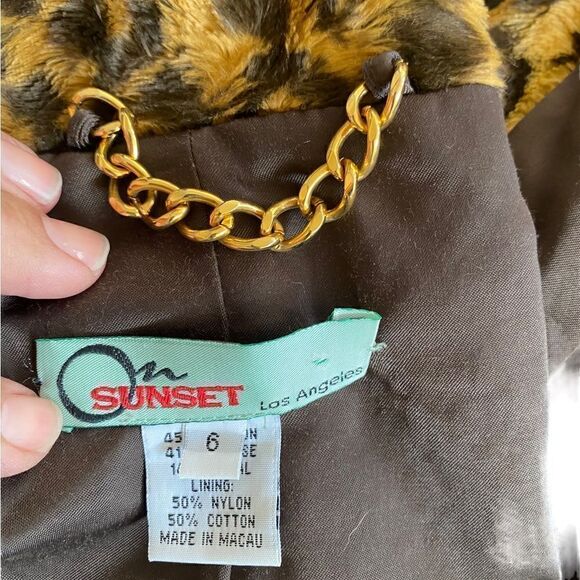 On
SUNSET
Los Angeles
6
LINING:
50% NYLON
50% COTTON
MADE IN MACAU